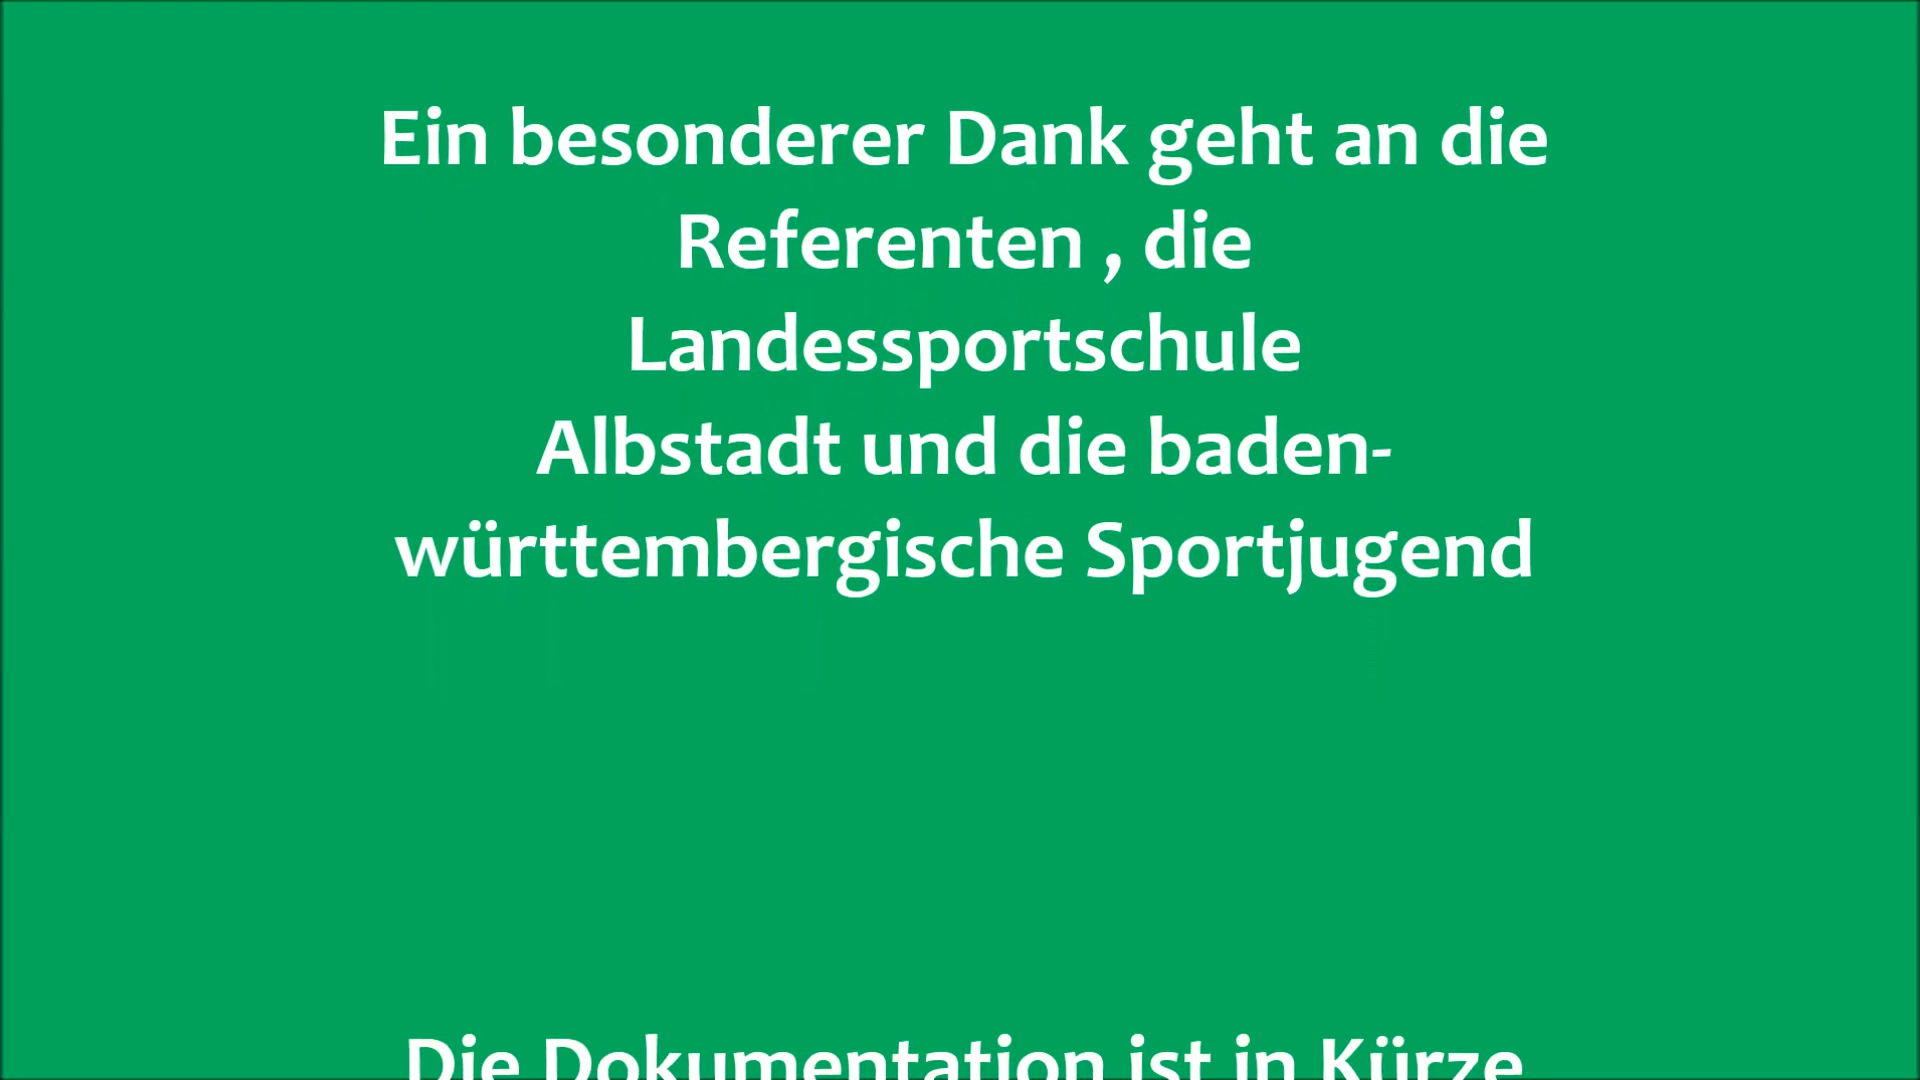 Ein besonderer Dank geht an die
Referenten , die
Landessportschule
Albstadt und die baden-
württembergische Sportjugend
Die Dokumentation ist in Kürze